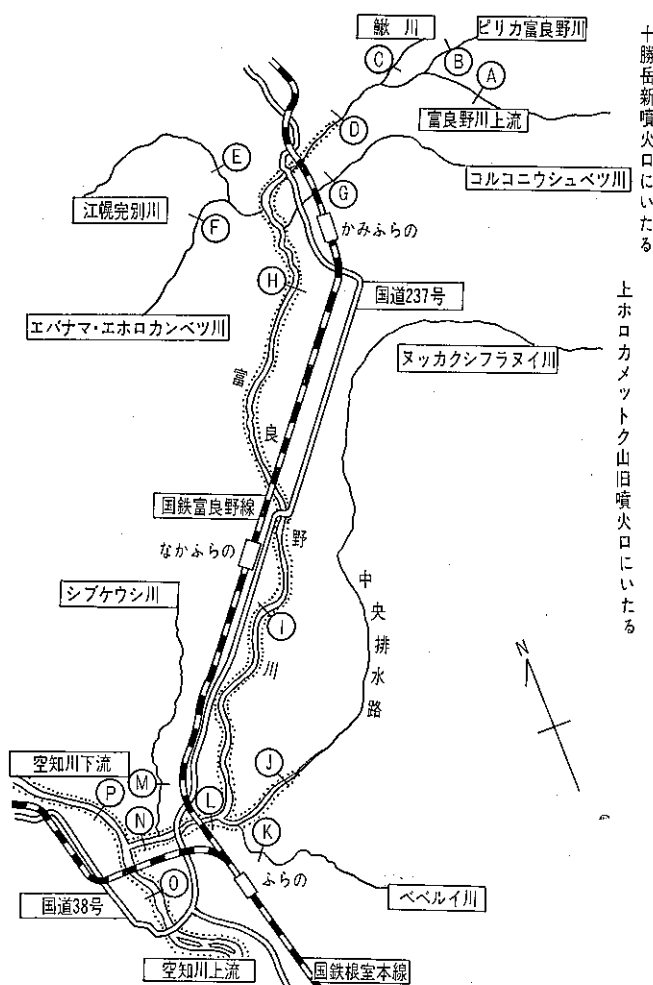 鰍川
ピリカ富良野川
C
B
A
富良野川上流
十勝岳新噴火口にいたる
D
コルコニウシュベツ川
E
G
江幌完別川
F
かみふらの
H
国道237号
エバナマ・エホロカンベツ川
ヌッカクシフラヌイ川
上ホロカメットク山旧噴火口にいたる
富良野川
国鉄富良野線
なかふらの
シブケウシ川
I
中央排水路
N
空知川下流
M
J
P
L
N
K
ふらの
O
国道38号
ベベルイ川
空知川上流
国鉄根室本線